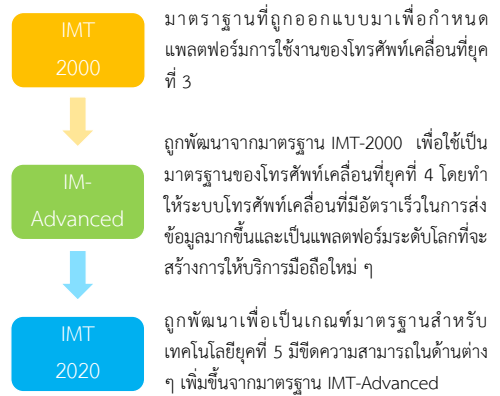 IMT
2000
มาตราฐานที่ถูกออกแบบมาเพื่อกำหนด
แพลตฟอร์มการใช้งานของโทรศัพท์เคลื่อนที่ยุค
ที่ 3
IM-
Advanced
ถูกพัฒนาจากมาตรฐาน IMT-2000 เพื่อใช้เป็น
มาตรฐานของโทรศัพท์เคลื่อนที่ยุคที่ 4 โดยทำ
ให้ระบบโทรศัพท์เคลื่อนที่มีอัตราเร็วในการส่ง
ข้อมูลมากขึ้นและเป็นแพลตฟอร์มระดับโลกที่จะ
สร้างการให้บริการมือถือใหม่ ๆ
IMT
2020
ถูกพัฒนาเพื่อเป็นเกณฑ์มาตรฐานสำหรับ
เทคโนโลยียุคที่ 5 มีขีดความสามารถในด้านต่าง
ๆ เพิ่มขึ้นจากมาตรฐาน IMT-Advanced